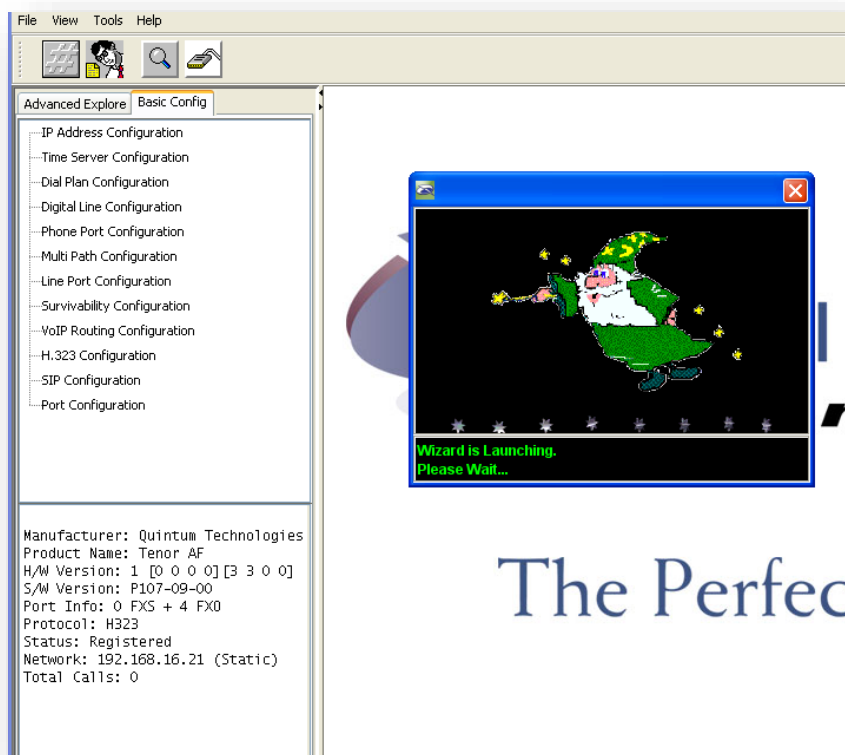 File View Tools Help
Advanced Explore Basic Config
IP Address Configuration
Time Server Configuration
Dial Plan Configuration
Digital Line Configuration
Phone Port Configuration
Multi Path Configuration
Line Port Configuration
Survivability Configuration
VoIP Routing Configuration
H.323 Configuration
SIP Configuration
Port Configuration
Wizard is Launching.
Please Wait...
The Perfec
Manufacturer: Quintum Technologies
Product Name: Tenor AF
H/W Version: 1 [0 0 0 0][3 3 0 0]
S/W Version: P107-09-00
Port Info: 0 FXS + 4 FXO
Protocol: H323
Status: Registered
Network: 192.168.16.21 (Static)
Total Calls: 0